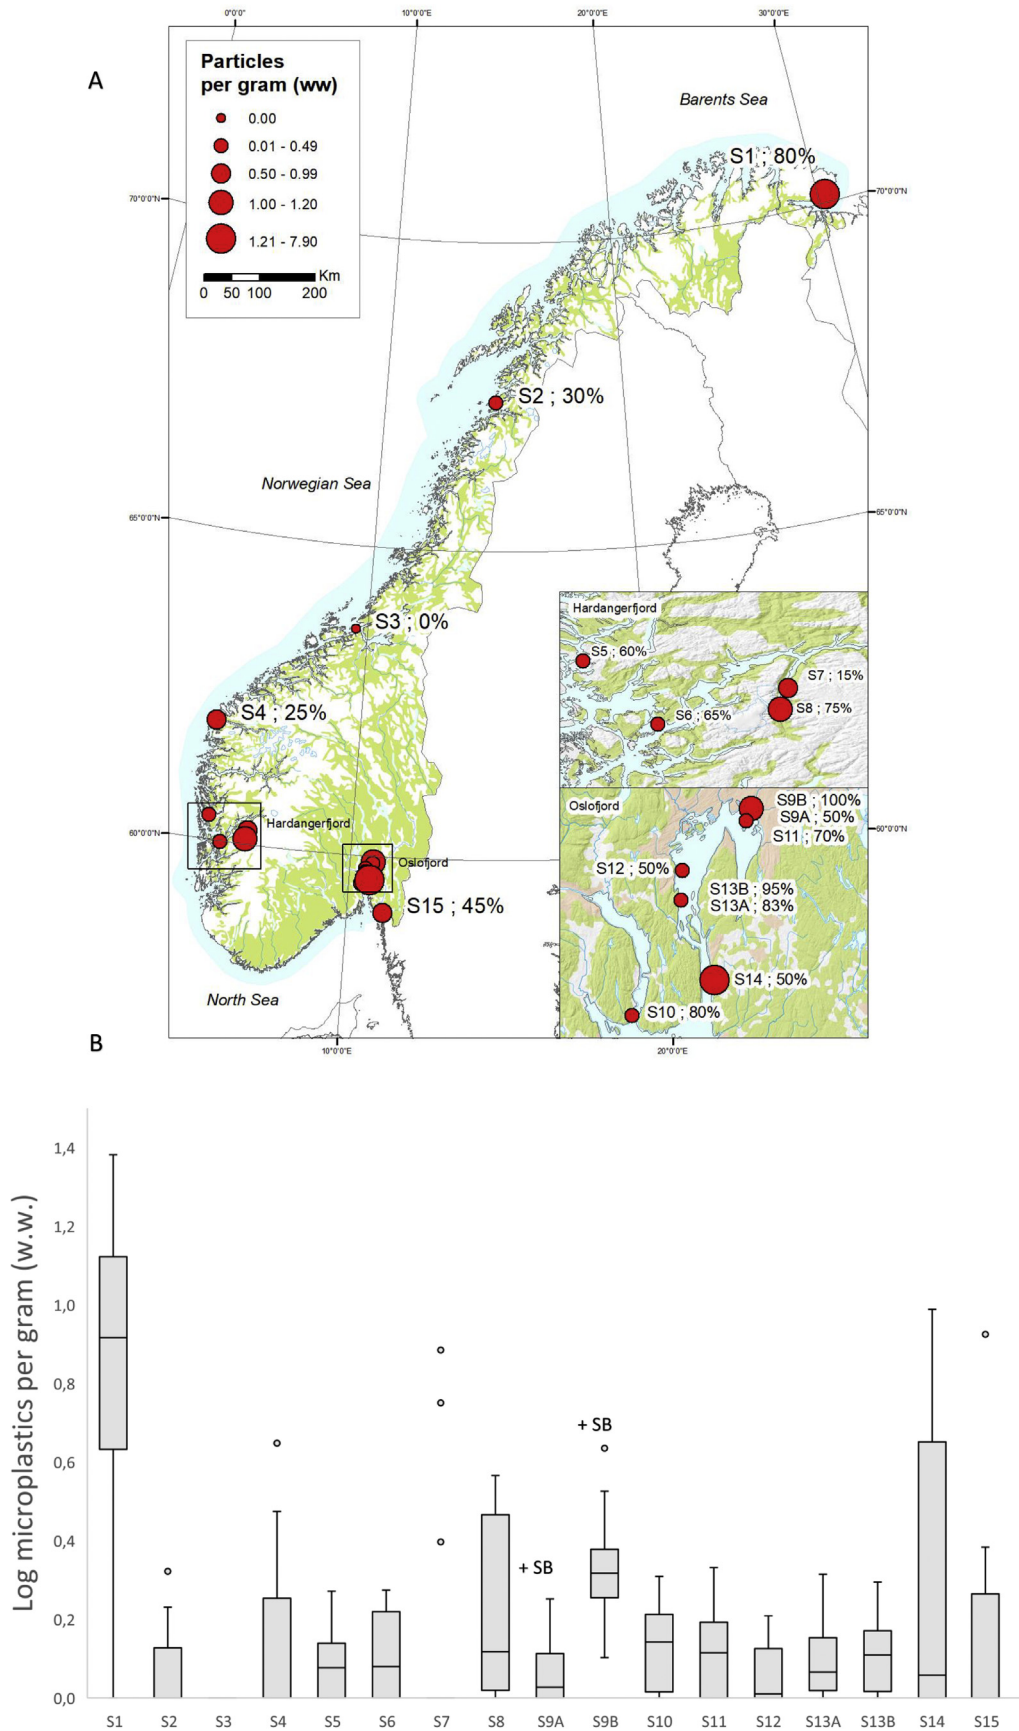 0°0'0"E 10°0'0"E 20°0'0"E 30°0'0"E
A
Particles
per gram (ww)
0.00
0.01 - 0.49
0.50 - 0.99
1.00 - 1.20
1.21 - 7.90
Km
0 50 100 200
Barents Sea
S1 ; 80%
70°0'0"N 70°0'0"N
S2 ; 30%
Norwegian Sea
65°0'0"N 65°0'0"N
S3 ; 0%
S4 ; 25%
Hardangerfjord
60°0'0"N 60°0'0"N
Oslofjord
S15 ; 45%
North Sea
Hardangerfjord
S5 ; 60%
S7 ; 15%
S6 ; 65%
S8 ; 75%
Oslofjord
S9B ; 100%
S9A ; 50%
S11 ; 70%
S12 ; 50%
S13B ; 95%
S13A ; 83%
S14 ; 50%
S10 ; 80%
10°0'0"E 20°0'0"E
B
Log microplastics per gram (w.w.)
1,4
1,2
1,0
0,8
0,6
0,4
0,2
0,0
+ SB
+ SB
S1 S2 S3 S4 S5 S6 S7 S8 S9A S9B S10 S11 S12 S13A S13B S14 S15